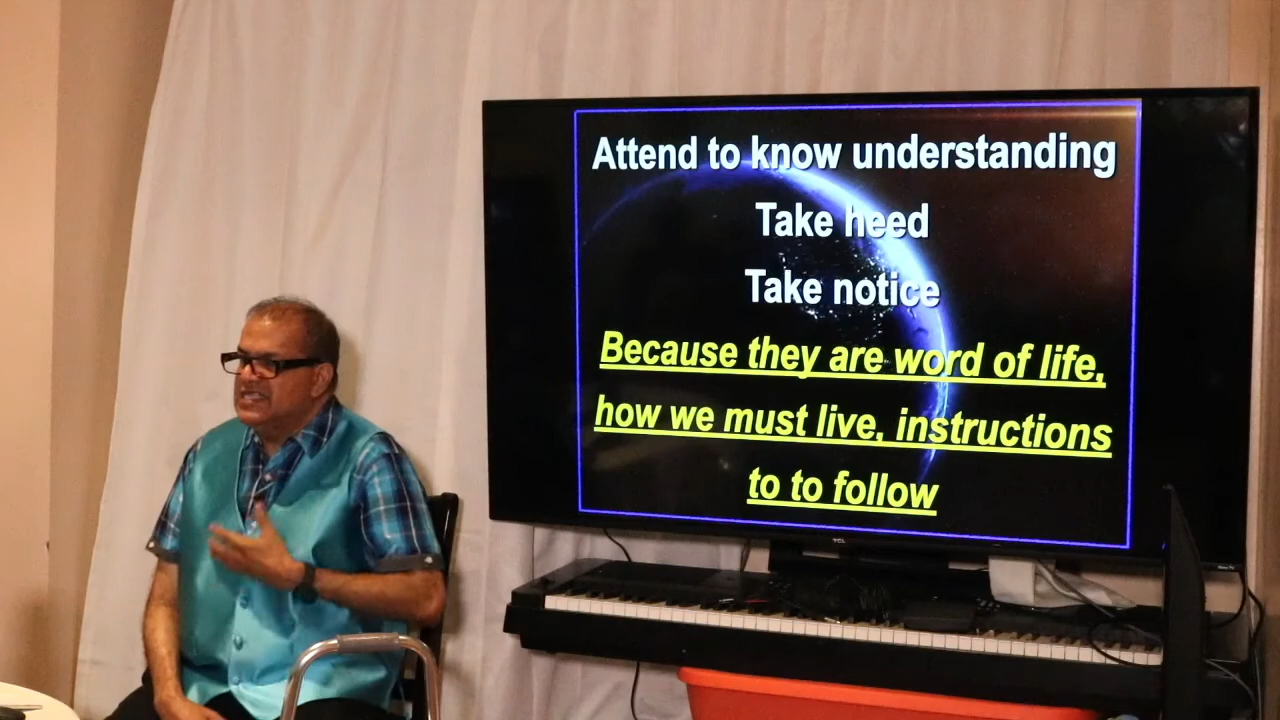 Attend to know understanding
Take heed
Take notice
Because they are word of life,
how we must live, instructions
to to follow
TCL